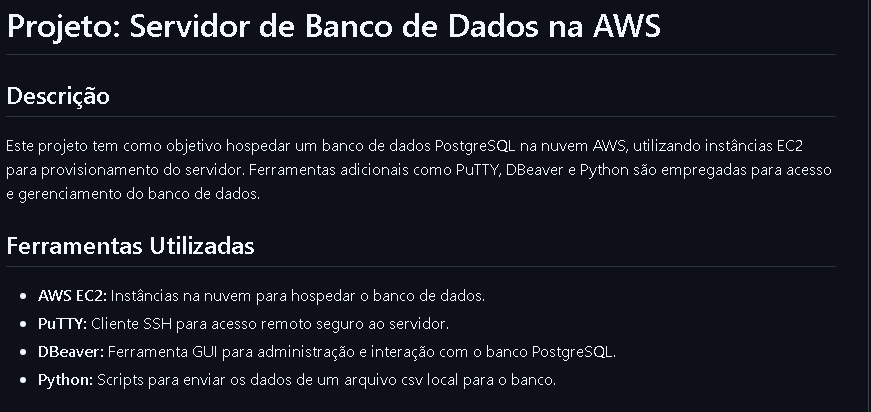 Projeto: Servidor de Banco de Dados na AWS
Descrição
Este projeto tem como objetivo hospedar um banco de dados PostgreSQL na nuvem AWS, utilizando instâncias EC2
para provisionamento do servidor. Ferramentas adicionais como PuTTY, DBeaver e Python são empregadas para acesso
e gerenciamento do banco de dados.
Ferramentas Utilizadas
• AWS EC2: Instâncias na nuvem para hospedar o banco de dados.
• PuTTY: Cliente SSH para acesso remoto seguro ao servidor.
• DBeaver: Ferramenta GUI para administração e interação com o banco PostgreSQL.
• Python: Scripts para enviar os dados de um arquivo csv local para o banco.